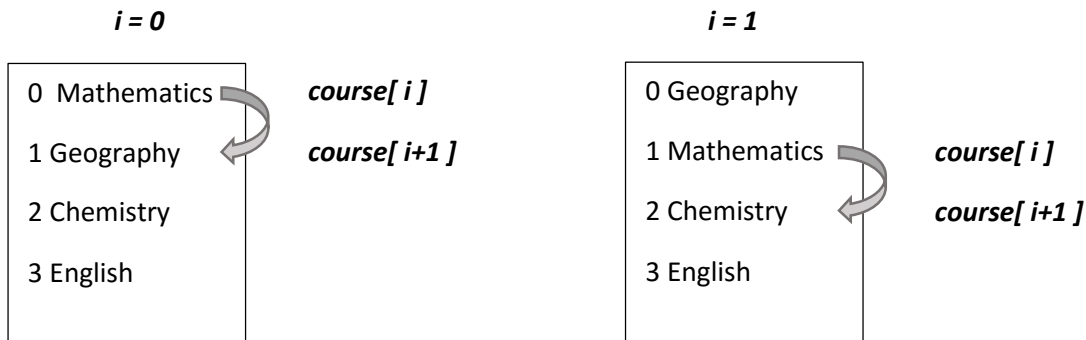 i = 0
0 Mathematics
course[ i ]
1 Geography
course[ i+1 ]
2 Chemistry
3 English
i = 1
0 Geography
1 Mathematics
course[ i ]
2 Chemistry
course[ i+1 ]
3 English